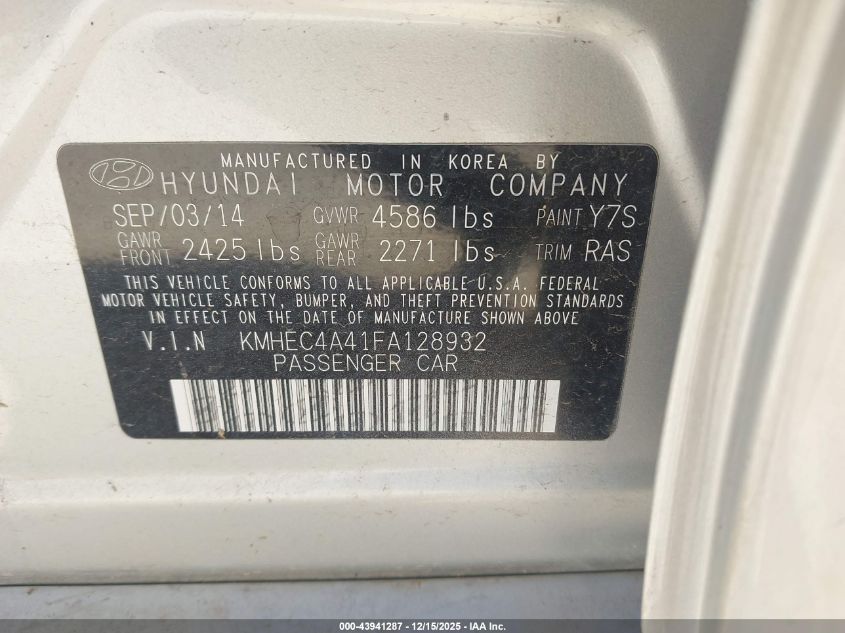 MANUFACTURED IN KOREA BY
HYUNDAI MOTOR COMPANY
SEP/03/14 GVWR 4586 lbs PAINT Y7S
GAWR FRONT 2425 lbs GAWR REAR 2271 lbs TRIM RAS
THIS VEHICLE CONFORMS TO ALL APPLICABLE U.S.A. FEDERAL
MOTOR VEHICLE SAFETY, BUMPER, AND THEFT PREVENTION STANDARDS
IN EFFECT ON THE DATE OF MANUFACTURE SHOWN ABOVE
V.I.N KMHEC4A41FA128932
PASSENGER CAR
000-43941287 - 12/15/2025 - IAA Inc.